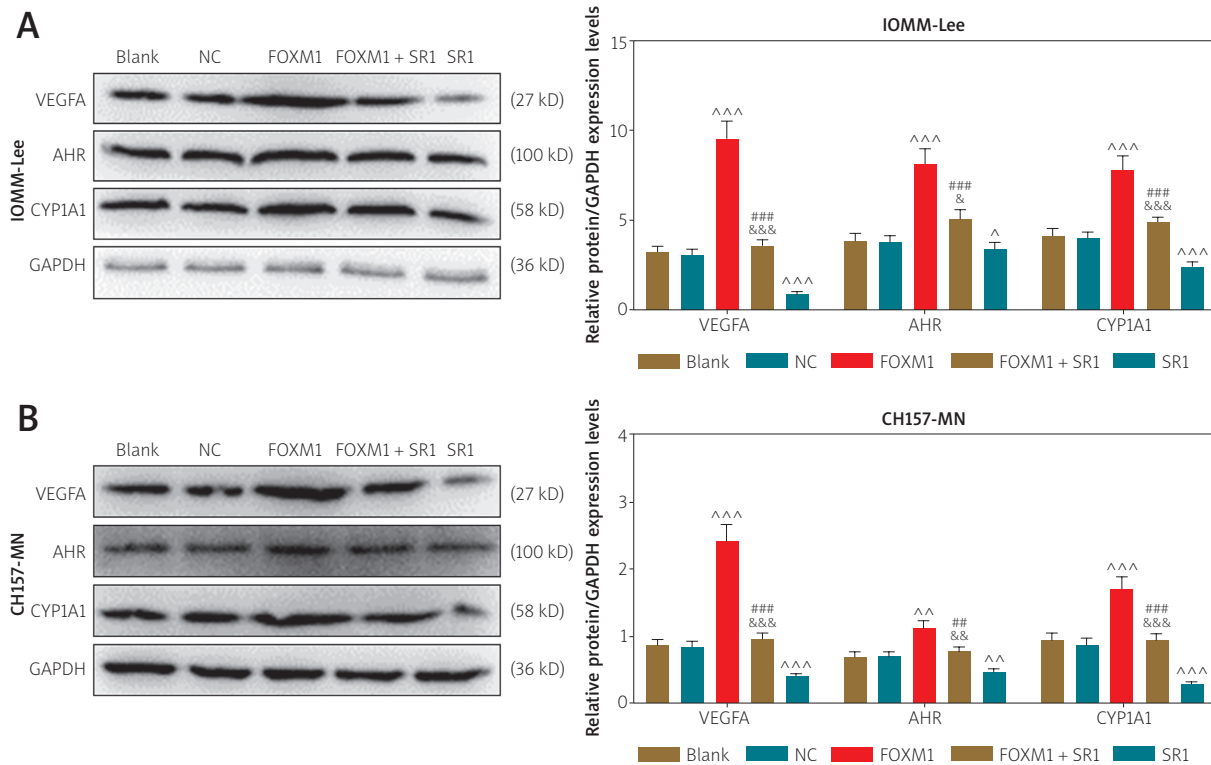 A
Blank NC FOXM1 FOXM1 + SR1 SR1
IOMM-Lee
VEGFA (27 kD)
AHR (100 kD)
CYP1A1 (58 kD)
GAPDH (36 kD)
IOMM-Lee
Relative protein/GAPDH expression levels
15
10
5
0
^^^ ### &&& ^^^
^^^ ### & ^
^^^ ### &&& ^^^
VEGFA AHR CYP1A1
Blank NC FOXM1 FOXM1 + SR1 SR1
B
Blank NC FOXM1 FOXM1 + SR1 SR1
CH157-MN
VEGFA (27 kD)
AHR (100 kD)
CYP1A1 (58 kD)
GAPDH (36 kD)
CH157-MN
Relative protein/GAPDH expression levels
4
3
2
1
0
^^^ ### &&& ^^^
^^ ## && ^^
^^^ ### &&& ^^^
VEGFA AHR CYP1A1
Blank NC FOXM1 FOXM1 + SR1 SR1